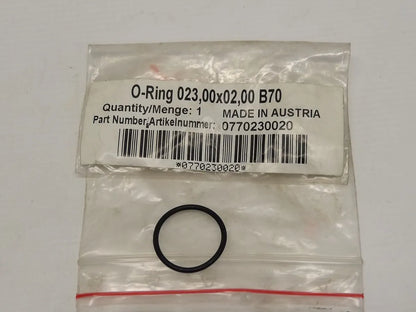 O-Ring 023,00x02,00 B70
Quantity/Menge: 1 MADE IN AUSTRIA
Part Number,Artikelnummer: 0770230020
*0770230020*